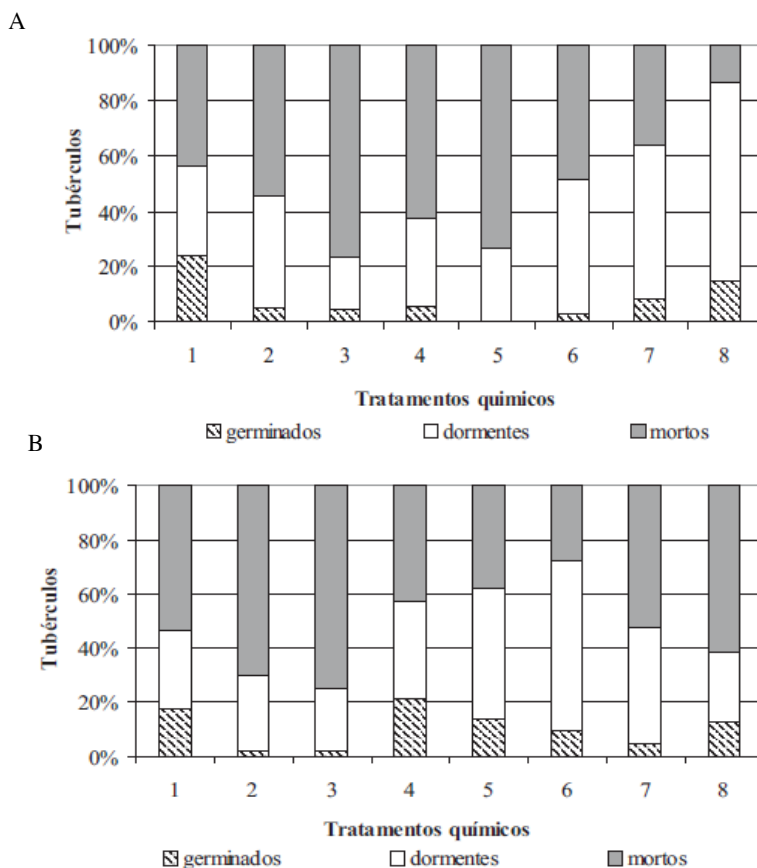 A
100%
80%
60%
40%
20%
0%
Tubérculos
1 2 3 4 5 6 7 8
Tratamentos quimicos
germinados dormentes mortos
B
100%
80%
60%
40%
20%
0%
Tubérculos
1 2 3 4 5 6 7 8
Tratamentos químicos
germinados dormentes mortos